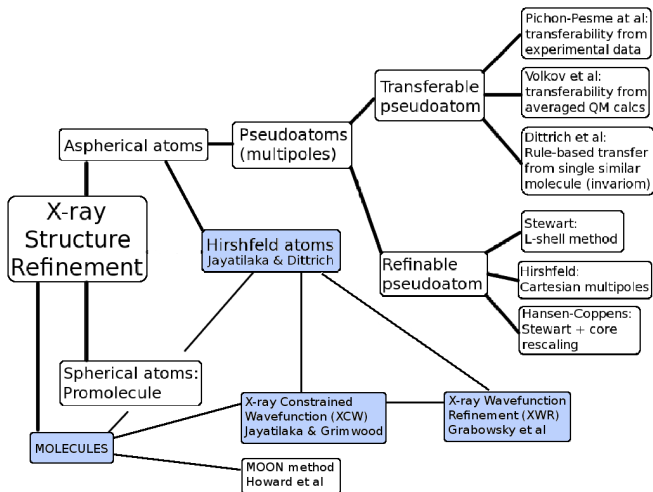 Pichon-Pesme at al:
transferability from
experimental data
Transferable
pseudoatom
Volkov et al:
transferability from
averaged QM calcs
Aspherical atoms
Pseudoatoms
(multipoles)
Dittrich et al:
Rule-based transfer
from single similar
molecule (invariom)
X-ray
Structure
Refinement
Hirshfeld atoms
Jayatilaka & Dittrich
Refinable
pseudoatom
Stewart:
L-shell method
Hirshfeld:
Cartesian multipoles
Hansen-Coppens:
Stewart + core
rescaling
Spherical atoms:
Promolecule
X-ray Constrained
Wavefunction (XCW)
Jayatilaka & Grimwood
X-ray Wavefunction
Refinement (XWR)
Grabowsky et al
MOLECULES
MOON method
Howard et al